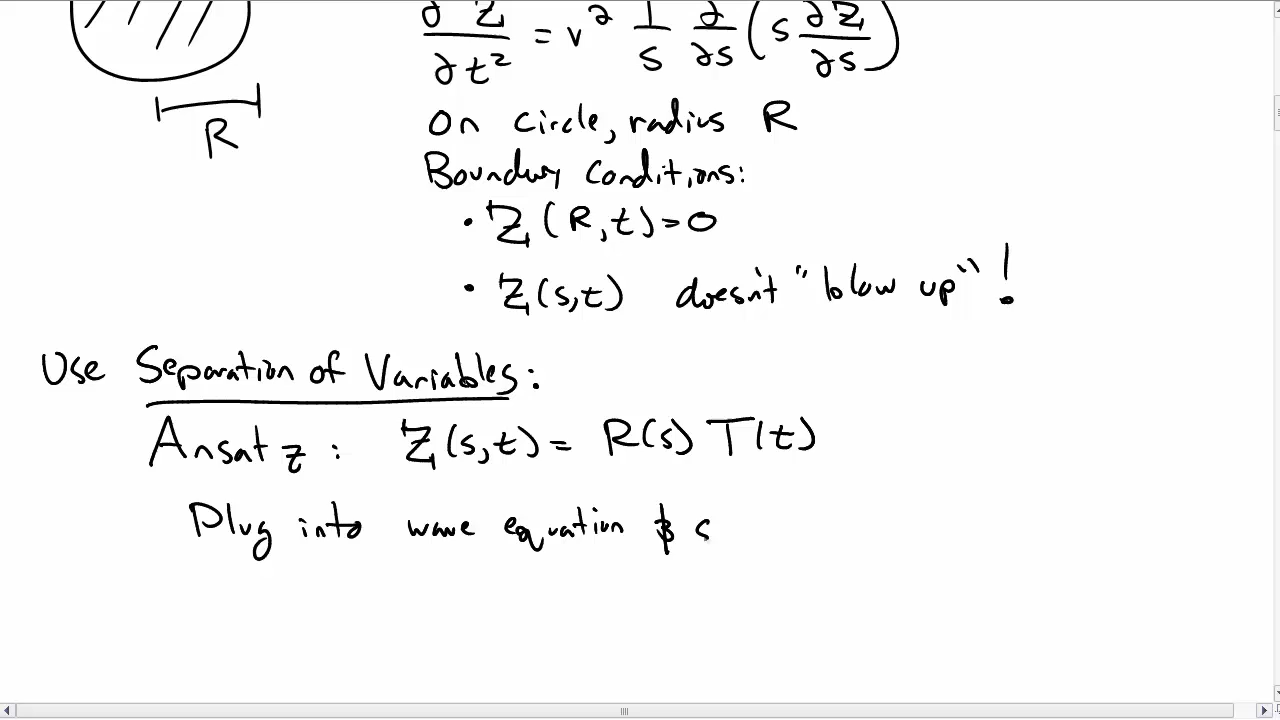 ∂²Z/∂t² = v² 1/s ∂/∂s (s ∂Z/∂s)
R
On circle, radius R
Boundary Conditions:
• Z(R,t)=0
• Z(s,t) doesn't "blow up"!
Use Separation of Variables:
Ansatz: Z(s,t)= R(s) T(t)
Plug into wave equation & s